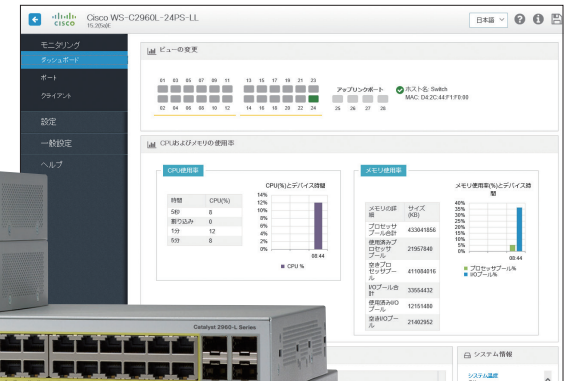 CISCO
Cisco WS-C2960L-24PS-LL
15.2(5a)E
日本語
モニタリング
ダッシュボード
ポート
クライアント
設定
一般設定
ヘルプ
ビューの変更
01 03 05 07 09 11 13 15 17 19 21 23
02 04 06 08 10 12 14 16 18 20 22 24
アップリンクポート
25 26 27 28
ホスト名: Switch
MAC: D4:2C:44:F1:F0:80
CPUおよびメモリの使用率
CPU使用率
時間 CPU(%)
5秒 8
割り込み 0
1分 12
5分 8
CPU(%)とデバイス時間
14%
12%
10%
8%
6%
4%
2%
0%
08:44
CPU %
メモリ使用率
メモリの詳細 サイズ(KB)
プロセッサプール合計 433041856
使用済みプロセッサプール 21957840
空きプロセッサプール 411084016
I/Oプール合計 33554432
使用済みI/Oプール 12151480
空きI/Oプール 21402952
メモリ使用率(%)とデバイス時間
40%
35%
30%
25%
20%
15%
10%
5%
0%
08:44
プロセッサプール%
I/Oプール%
Catalyst 2960-L Series
システム情報
システム温度